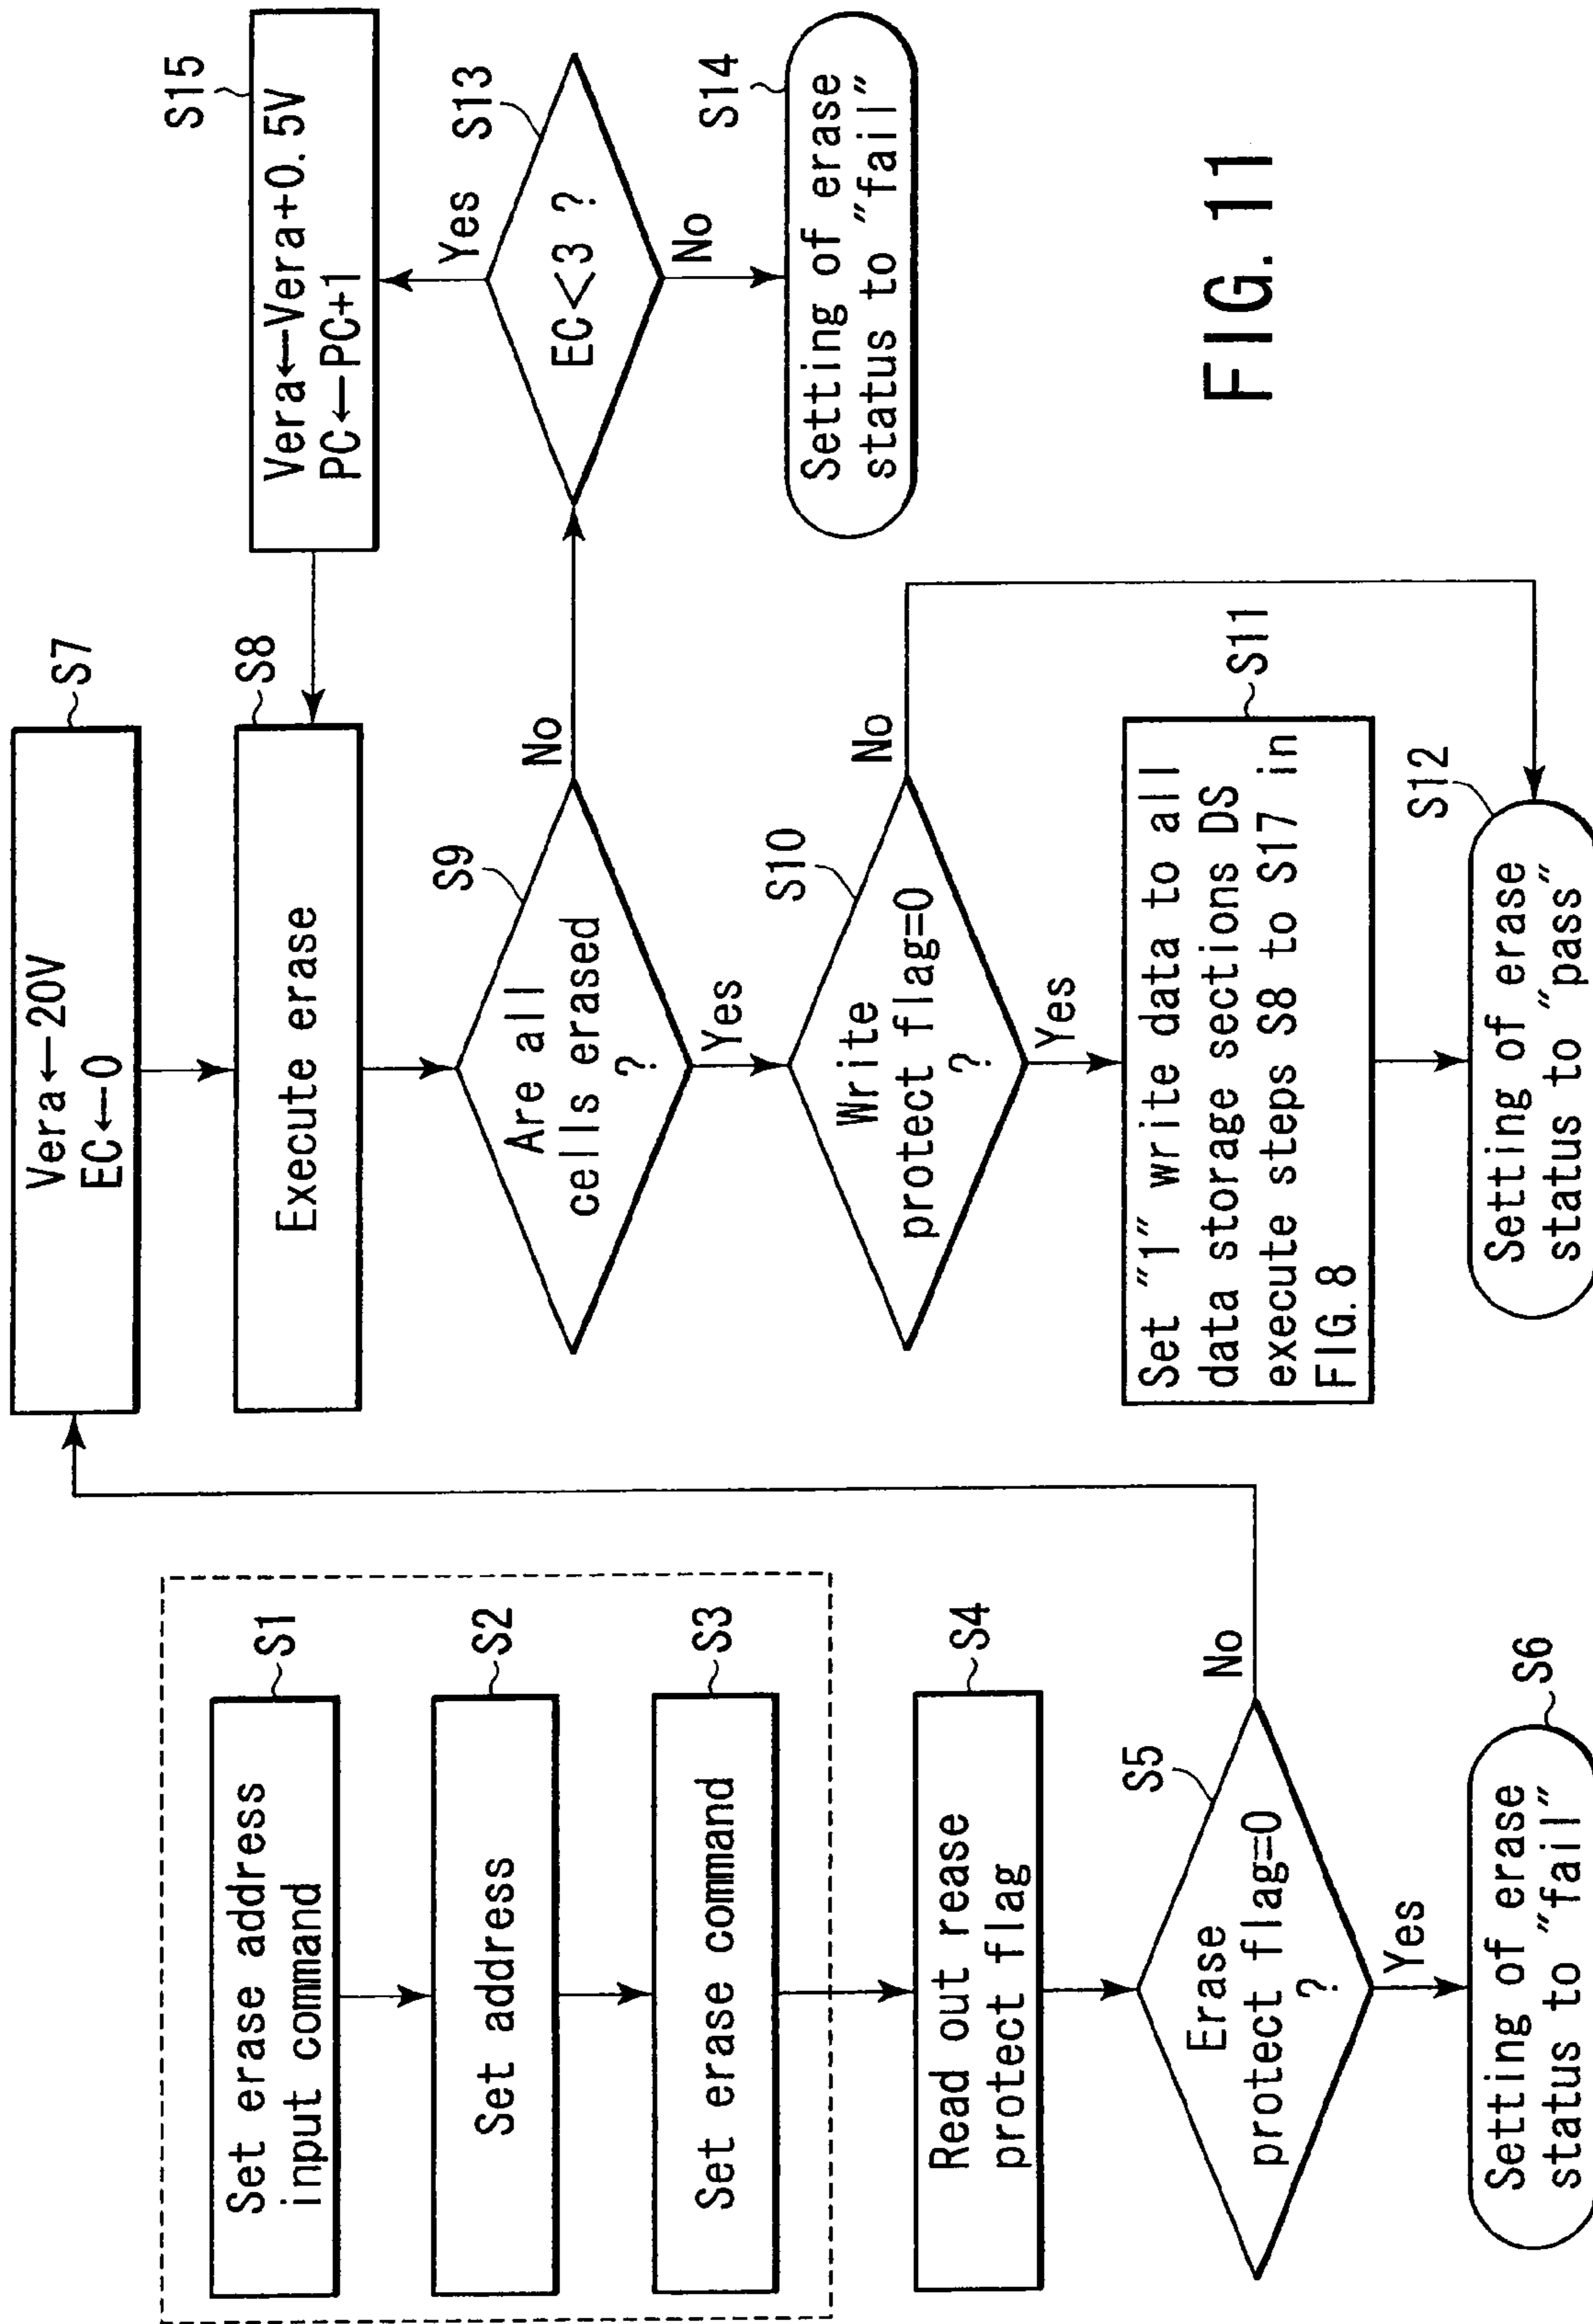 Set erase address
input command
S1
Set address
S2
Set erase command
S3
Read out rease
protect flag
S4
Erase
protect flag=0
?
S5
No
Yes
Setting of erase
status to "fail"
S6
Vera←20V
EC←0
S7
Execute erase
S8
Are all
cells erased
?
S9
No
Yes
Write
protect flag=0
?
S10
No
Yes
Set "1" write data to all
data storage sections DS
execute steps S8 to S17 in
FIG.8
S11
Setting of erase
status to "pass"
S12
EC<3 ?
S13
Yes
No
Setting of erase
status to "fail"
S14
Vera←Vera+0.5V
PC←PC+1
S15
FIG. 11